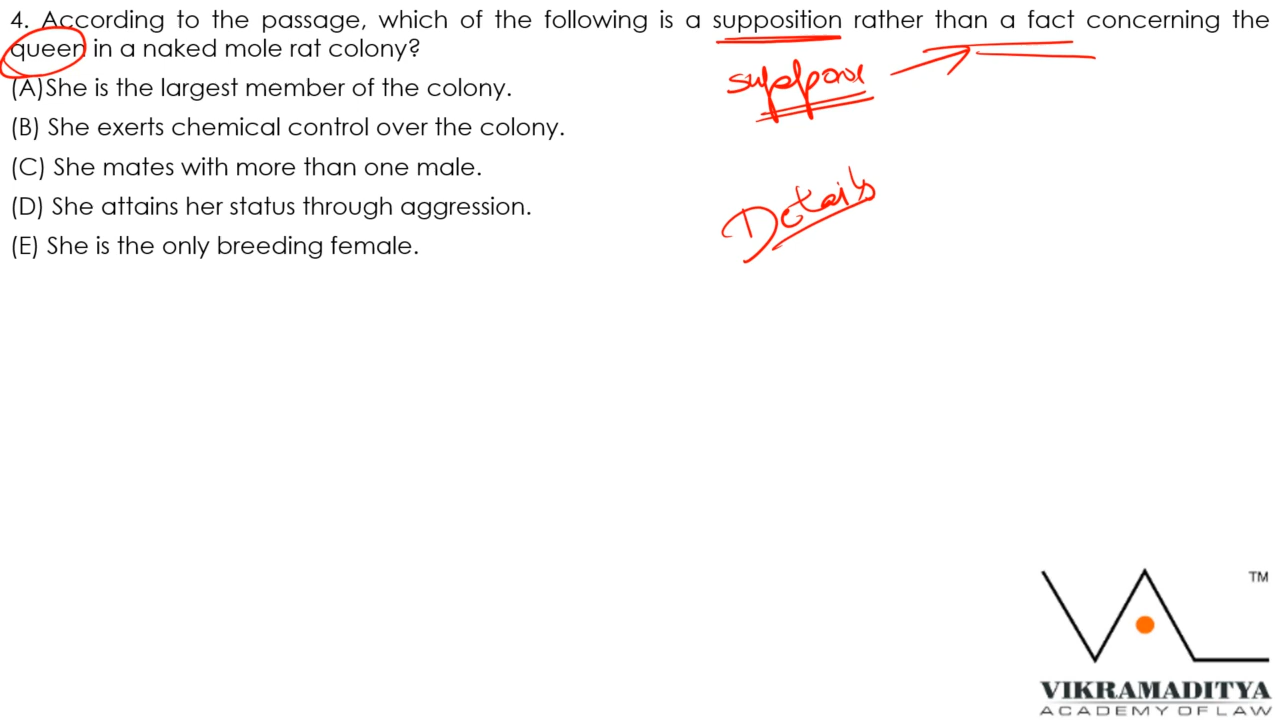 4. According to the passage, which of the following is a supposition rather than a fact concerning the
queen in a naked mole rat colony?
(A)She is the largest member of the colony.
(B) She exerts chemical control over the colony.
(C) She mates with more than one male.
(D) She attains her status through aggression.
(E) She is the only breeding female.
Details
TM
VIKRAMADITYA
ACADEMY OF LAW